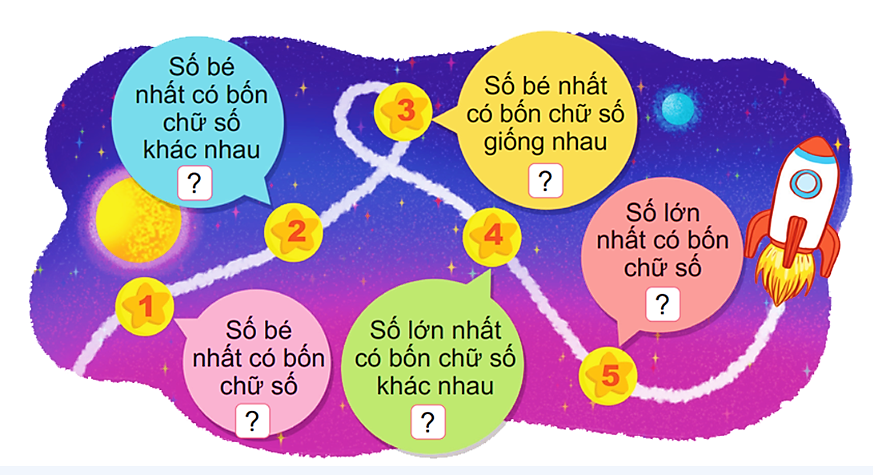 Số bé
nhất có bốn
chữ số
khác nhau
?
3
Số bé nhất
có bốn chữ số
giống nhau
?
2
4
Số lớn
nhất có bốn
chữ số
?
1
Số bé
nhất có bốn
chữ số
?
Số lớn nhất
có bốn chữ số
khác nhau
?
5